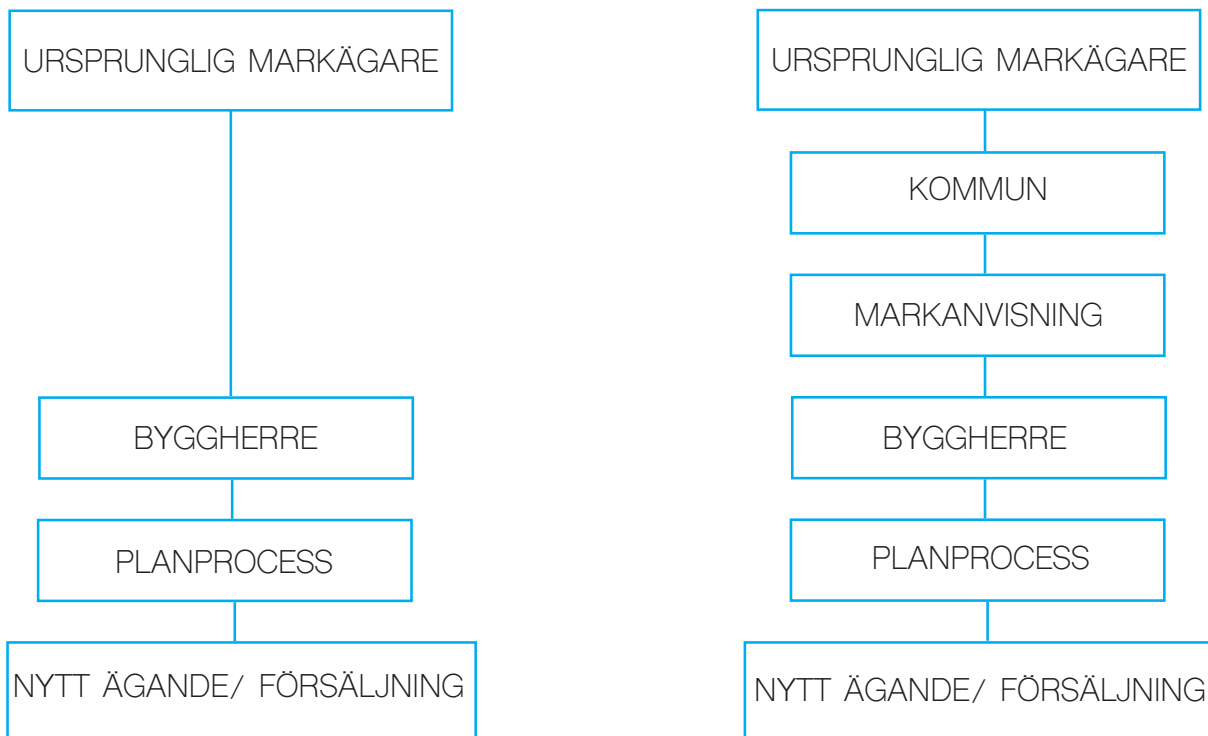 URSPRUNGLIG MARKÄGARE
BYGGHERRE
PLANPROCESS
NYTT ÄGANDE/ FÖRSÄLJNING
URSPRUNGLIG MARKÄGARE
KOMMUN
MARKANVISNING
BYGGHERRE
PLANPROCESS
NYTT ÄGANDE/ FÖRSÄLJNING